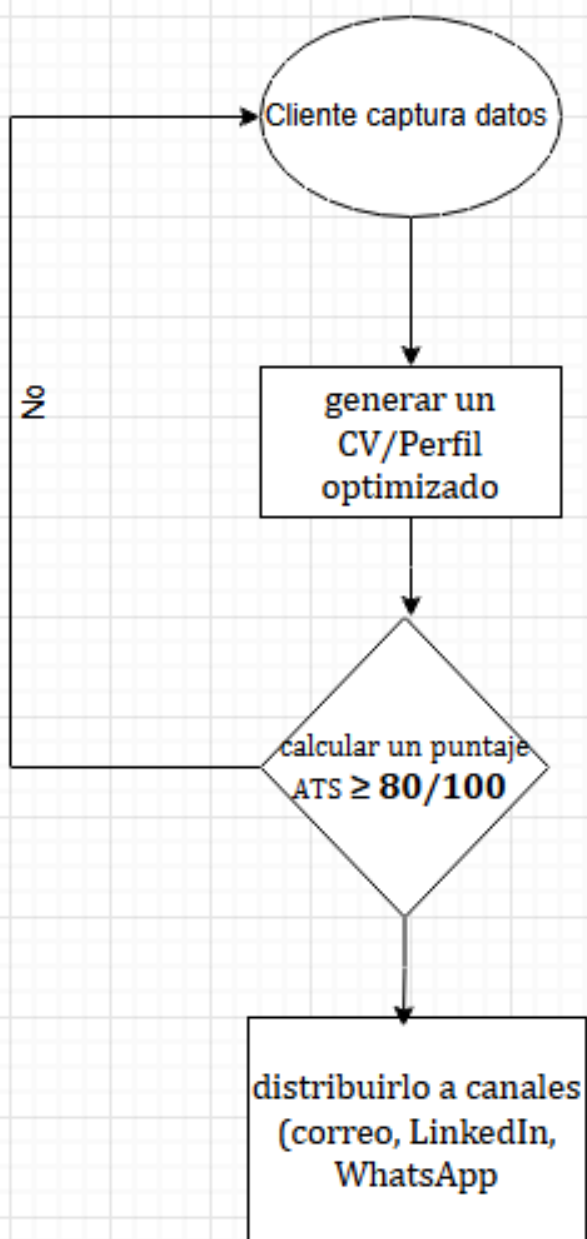 Cliente captura datos
No
generar un
CV/Perfil
optimizado
calcular un puntaje
ATS ≥ 80/100
distribuirlo a canales
(correo, LinkedIn,
WhatsApp